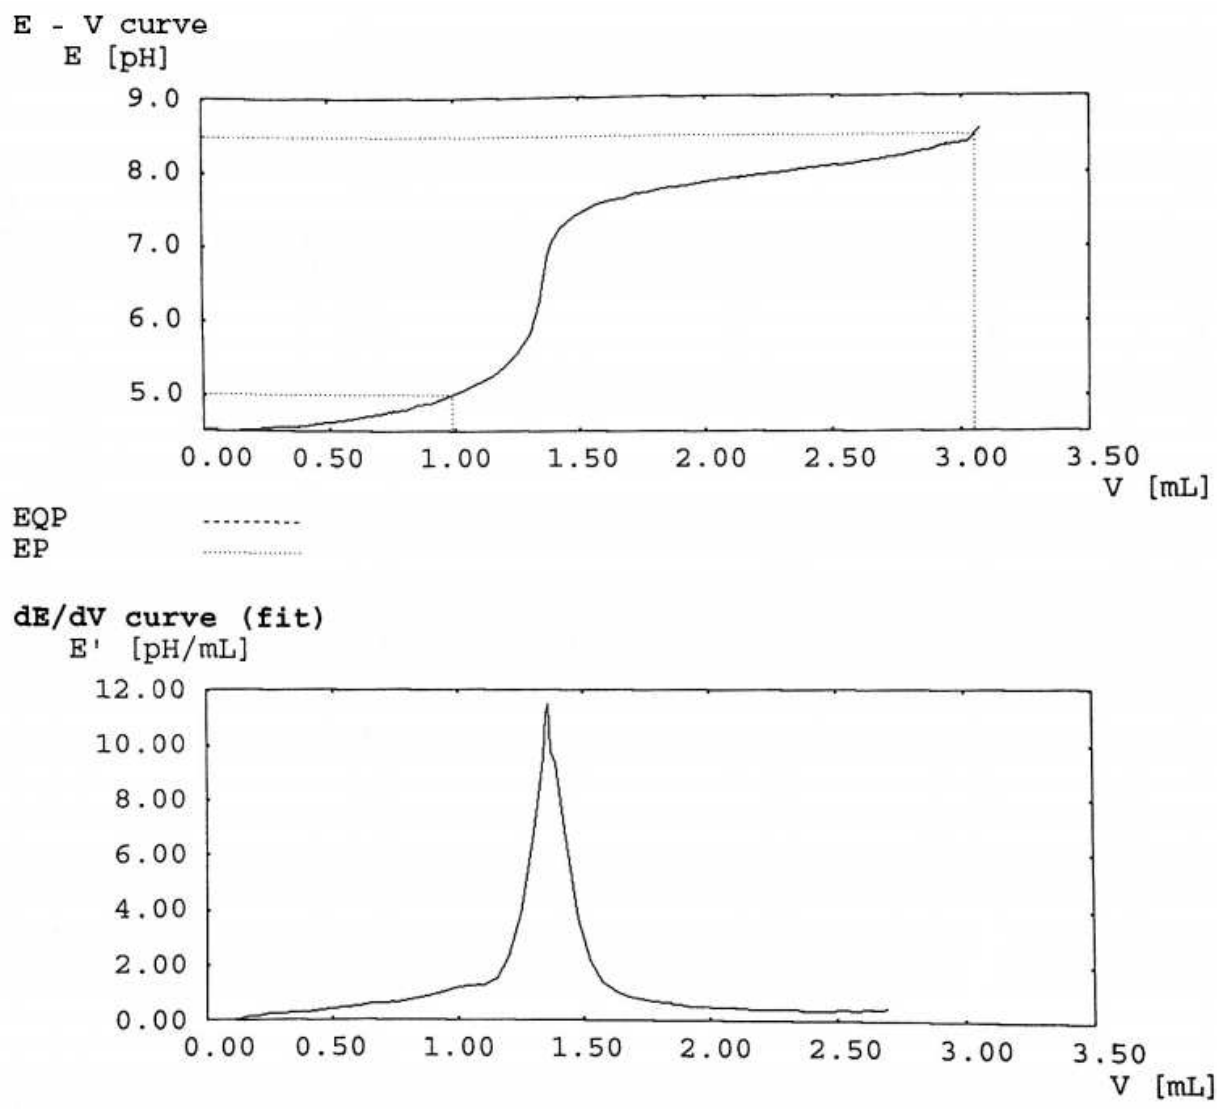 E - V curve
E [pH]
9.0
8.0
7.0
6.0
5.0
0.00 0.50 1.00 1.50 2.00 2.50 3.00 3.50
V [mL]
EQP
EP
dE/dV curve (fit)
E' [pH/mL]
12.00
10.00
8.00
6.00
4.00
2.00
0.00
0.00 0.50 1.00 1.50 2.00 2.50 3.00 3.50
V [mL]